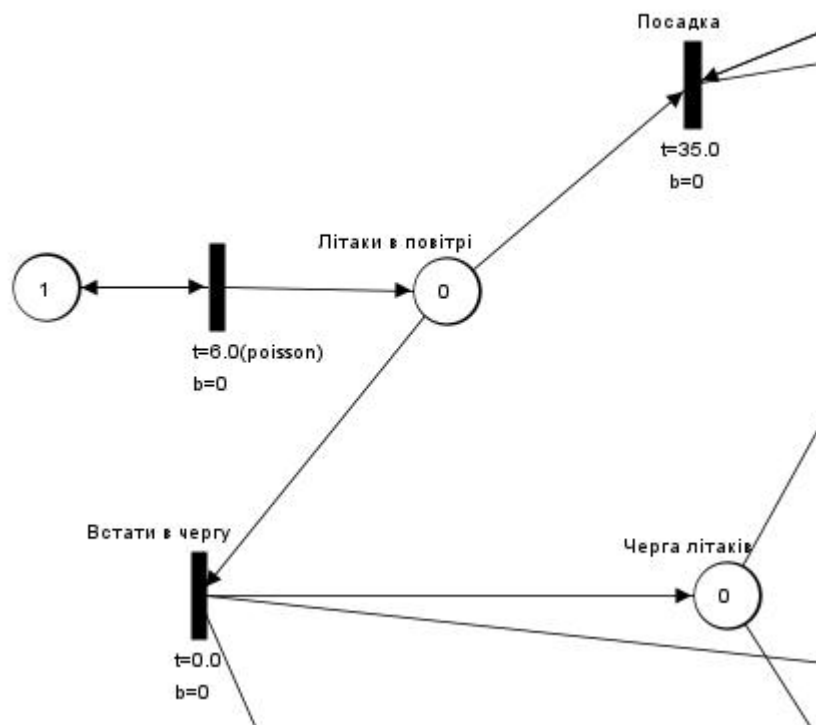 Посадка
t=35.0
b=0
Літаки в повітрі
1
0
t=6.0(poisson)
b=0
Встати в чергу
Черга літаків
0
t=0.0
b=0